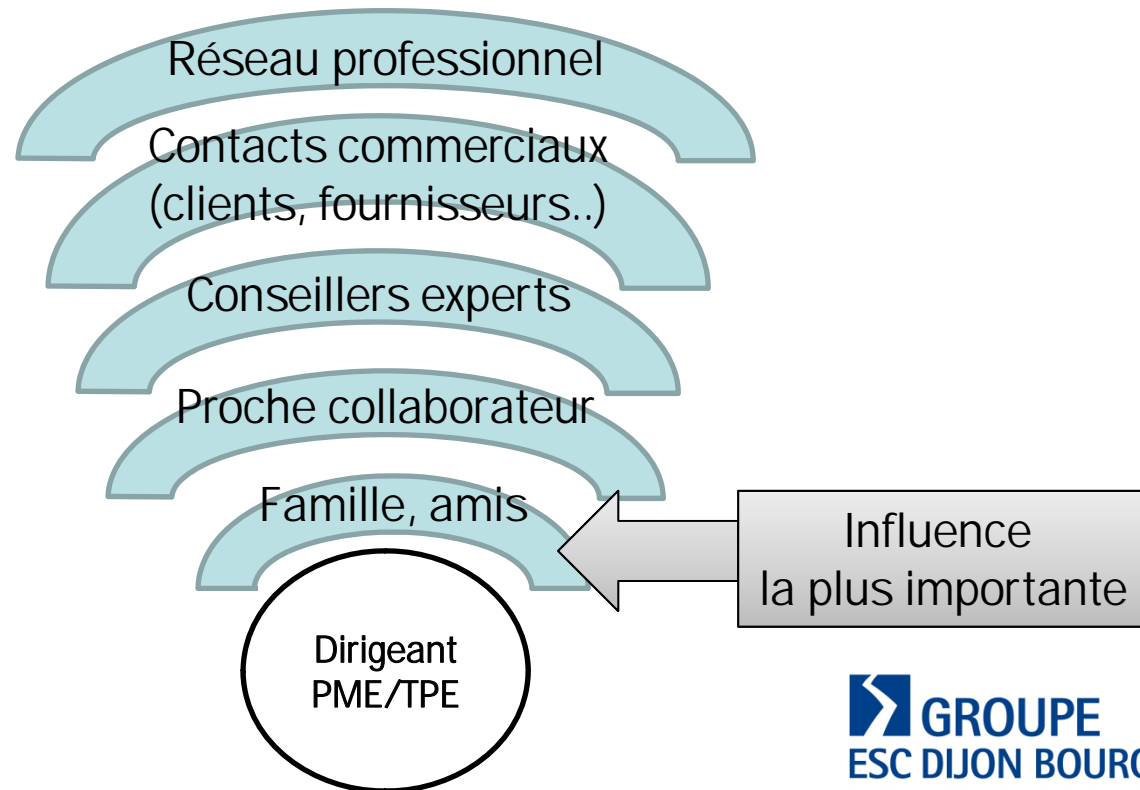 Réseau professionnel
Contacts commerciaux
(clients, fournisseurs..)
Conseillers experts
Proche collaborateur
Famille, amis
Influence
la plus importante
Dirigeant
PME/TPE
GROUPE
ESC DIJON BOURG